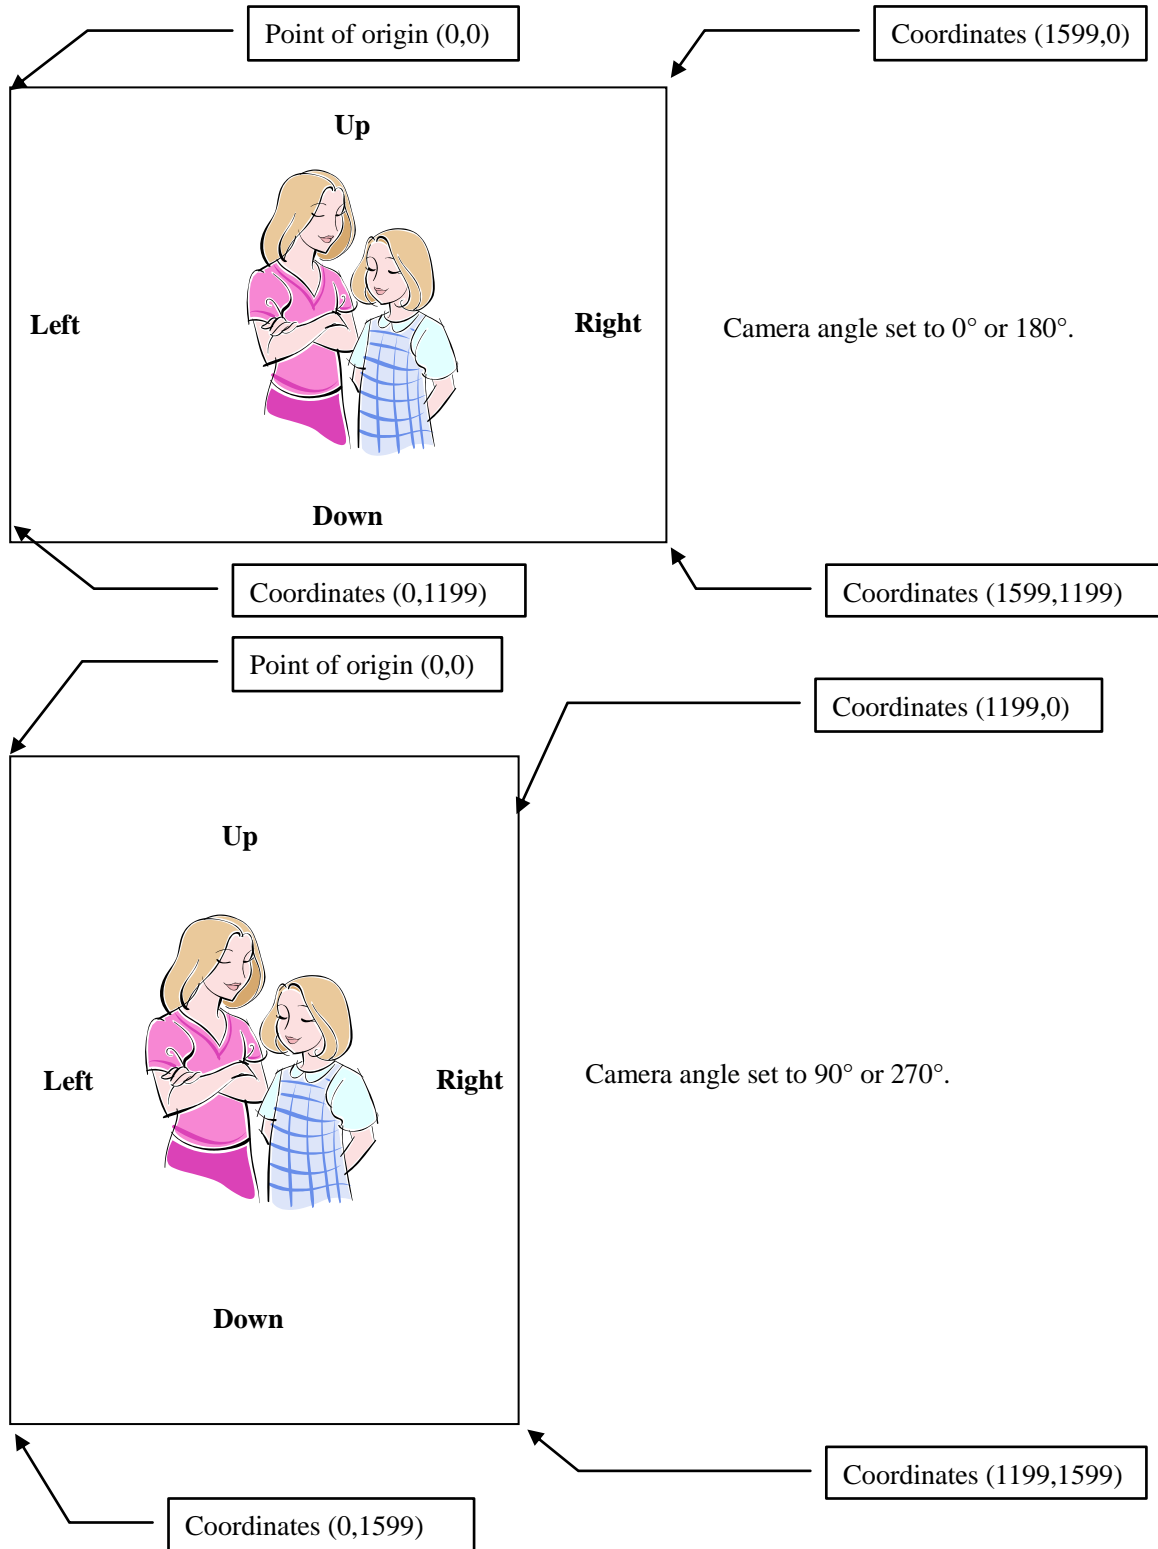 Point of origin (0,0)
Coordinates (1599,0)
Up
Left
Right
Camera angle set to 0° or 180°.
Down
Coordinates (0,1199)
Coordinates (1599,1199)
Point of origin (0,0)
Coordinates (1199,0)
Up
Left
Right
Camera angle set to 90° or 270°.
Down
Coordinates (1199,1599)
Coordinates (0,1599)